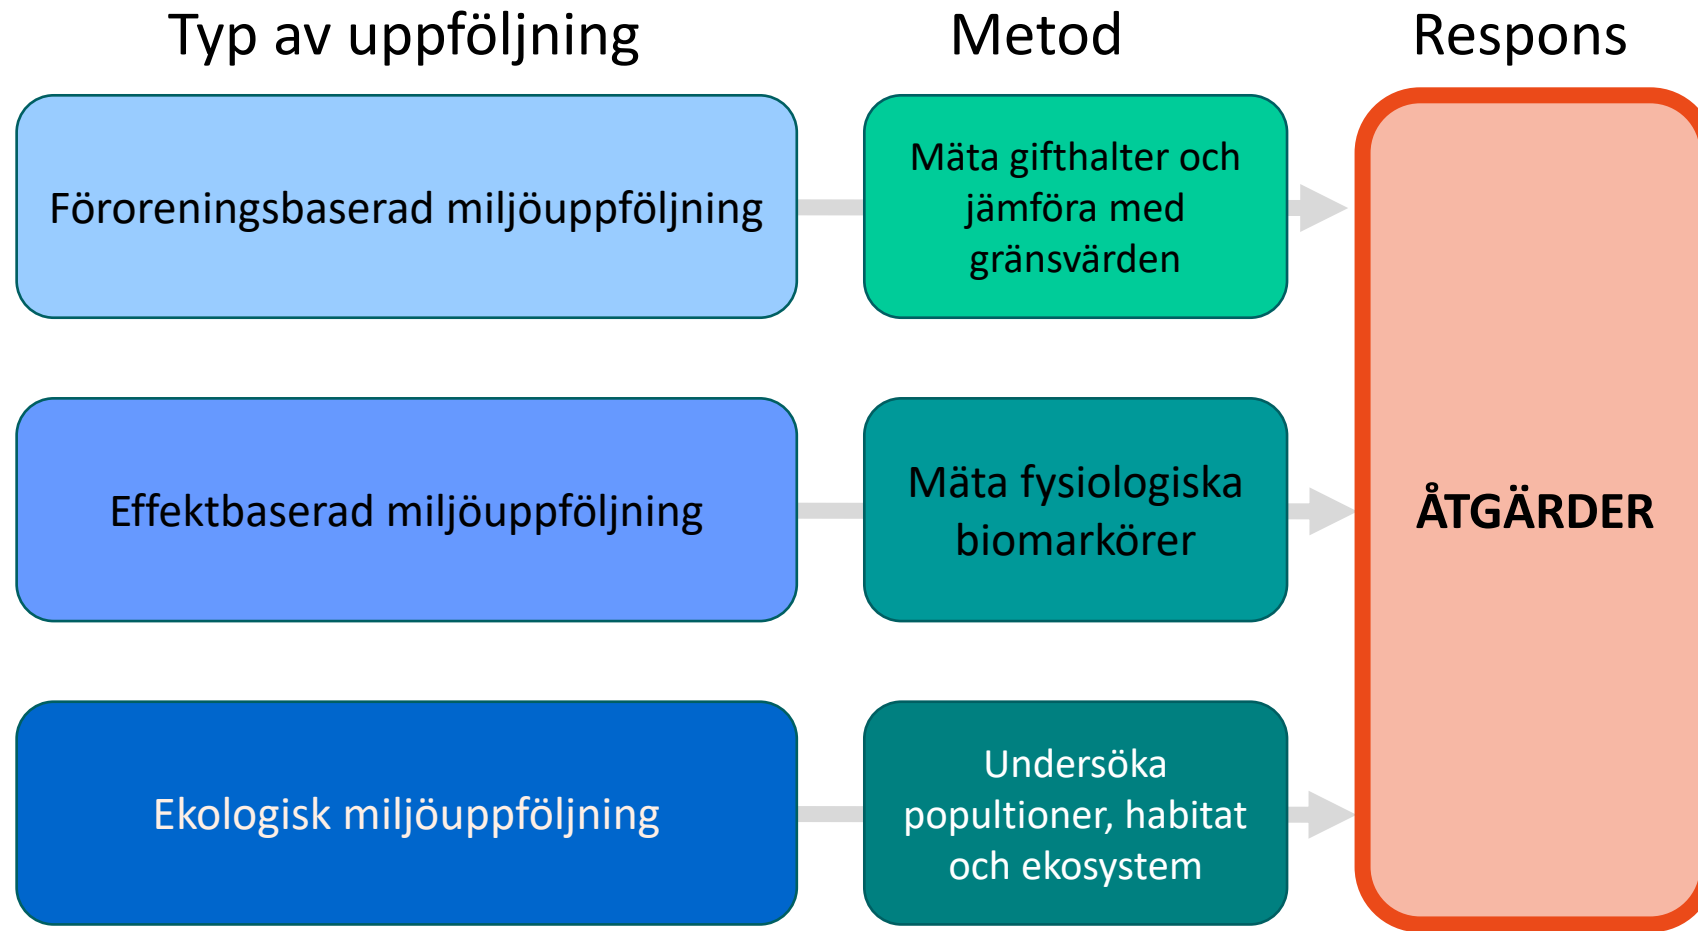 Typ av uppföljning
Metod
Respons
Föroreningsbaserad miljöuppföljning
Mäta gifthalter och
jämföra med
gränsvärden
Effektbaserad miljöuppföljning
Mäta fysiologiska
biomarkörer
ÅTGÄRDER
Ekologisk miljöuppföljning
Undersöka
popultioner, habitat
och ekosystem